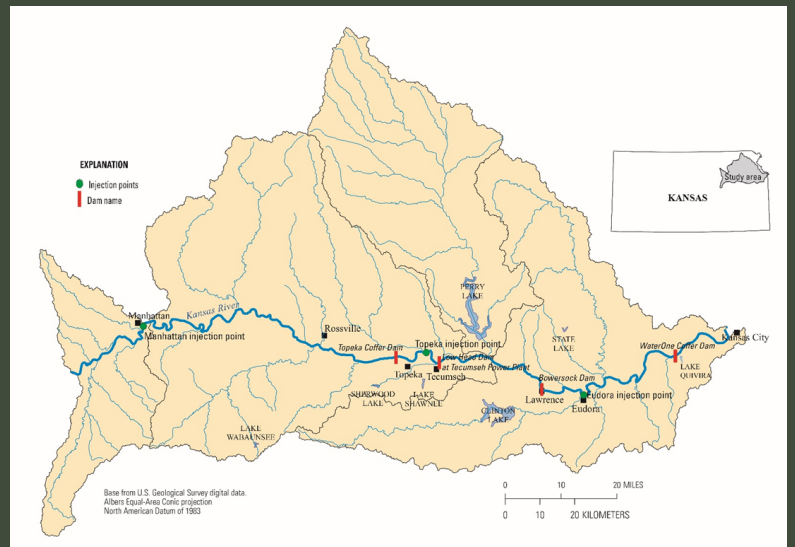 EXPLANATION
Injection points
Dam name
Study area
KANSAS
PERRY
LAKE
Manhattan
Kansas River
Manhattan injection point
Rossville
Topeka Coffer Dam
Topeka injection point
Low Head Dam
at Tecumseh Power Plant
Topeka
Tecumseh
STATE
LAKE
WaterOne Coffer Dam
Kansas City
LAKE
QUIVIRA
Bowersock Dam
Lawrence
Eudora injection point
Eudora
SHERWOOD
LAKE
LAKE
SHAWNEE
CLINTON
LAKE
LAKE
WABAUNSEE
Base from U.S. Geological Survey digital data.
Albers Equal-Area Conic projection
North American Datum of 1983
0 10 20 MILES
0 10 20 KILOMETERS